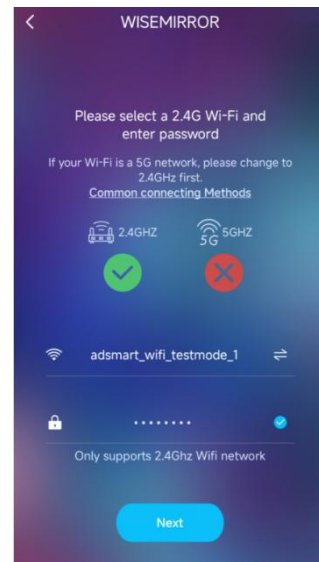 WISEMIRROR
Please select a 2.4G Wi-Fi and
enter password
If your Wi-Fi is a 5G network, please change to
2.4GHz first.
Common connecting Methods
2.4GHZ
5G 5GHZ
adsmart_wifi_testmode_1
Only supports 2.4Ghz Wifi network
Next